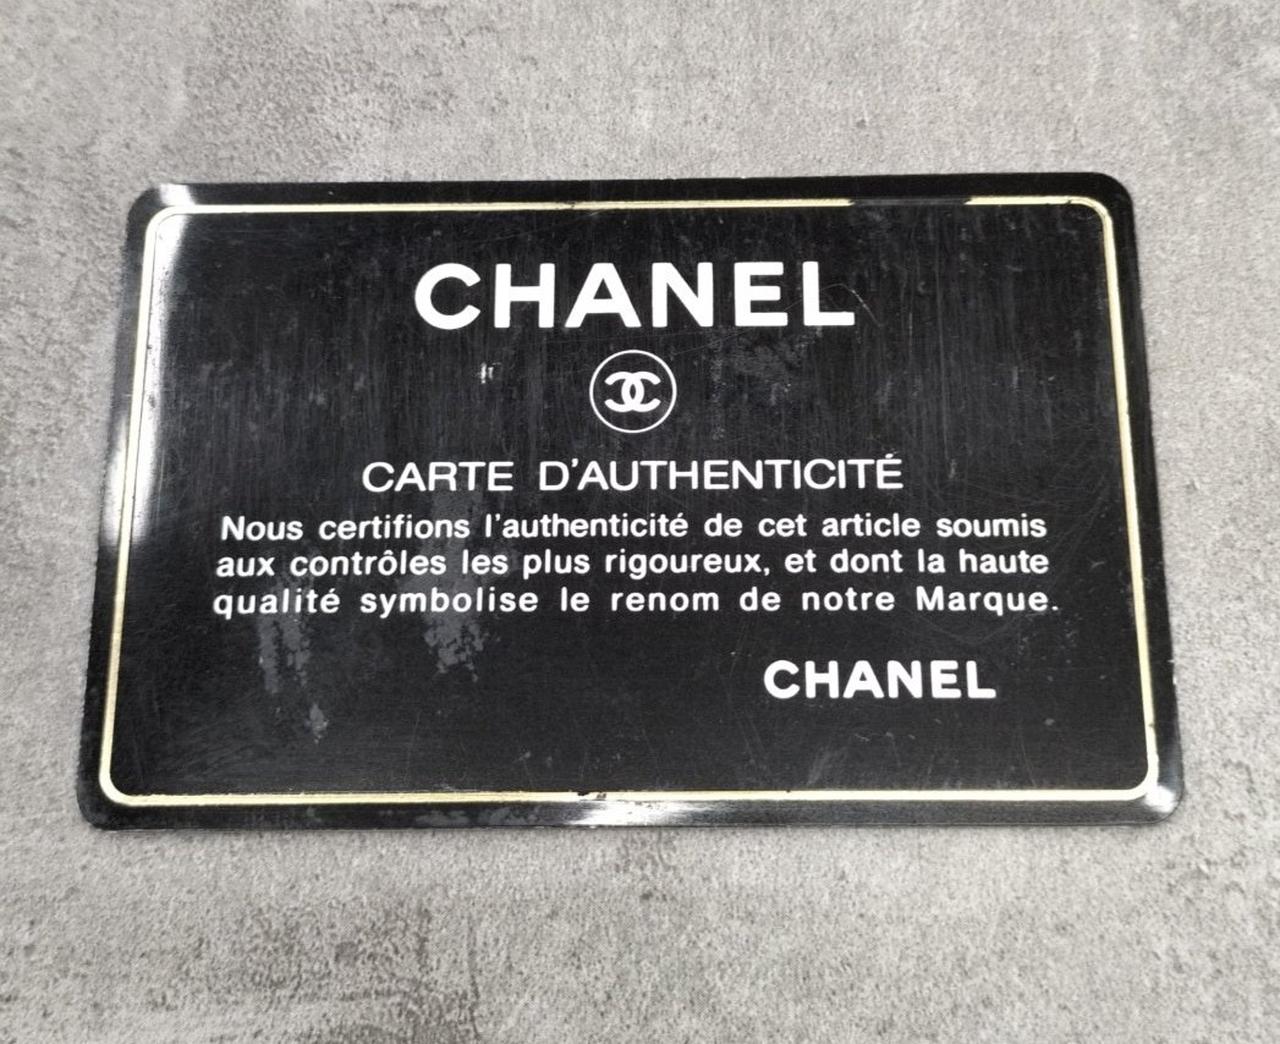 CHANEL
CARTE D'AUTHENTICITÉ
Nous certifions l'authenticité de cet article soumis
aux contrôles les plus rigoureux, et dont la haute
qualité symbolise le renom de notre Marque.
CHANEL